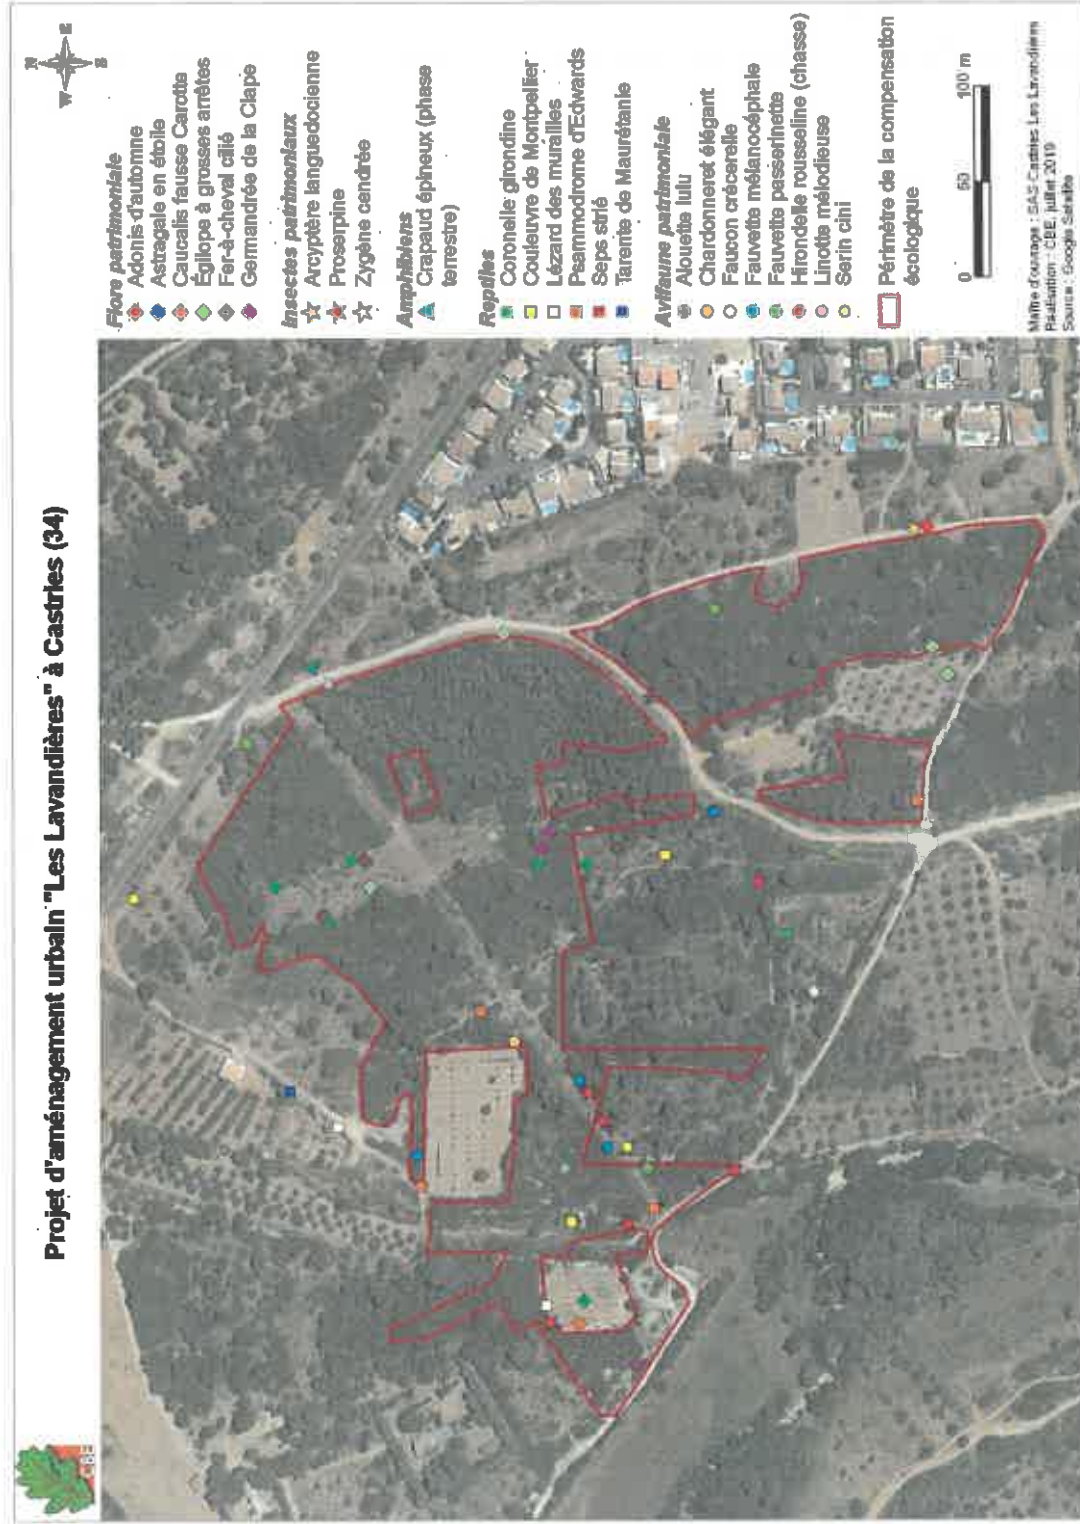 Projet d'aménagement urbain "Les Lavandières" à Castries (34)
CBE
N
W E
S
Flore patrimoniale
Adonis d'automne
Astragale en étoile
Caucalis fausse Carotte
Egilope à grosses arrêtes
Fer-à-cheval cilié
Germandrée de la Clape
Insectes patrimoniaux
Arcyptère languedocienne
Proserpine
Zygène cendrée
Amphibiens
Crapaud épineux (phase
terrestre)
Reptiles
Coronelle girondine
Couleuvre de Montpellier
Lézard des murailles
Psammodrome d'Edwards
Seps strié
Tarente de Maurétanie
Avifaune patrimoniale
Alouette lulu
Chardonneret élégant
Faucon crécerelle
Fauvette mélanocéphale
Fauvette passerinette
Hirondelle rousseline (chasse)
Linotte mélodieuse
Serin cini
Périmètre de la compensation
écologique
0 50 100 m
Maître d'ouvrage : SAS Castries Les Lavandières
Réalisation : CBE, juillet 2019
Source : Google Satellite